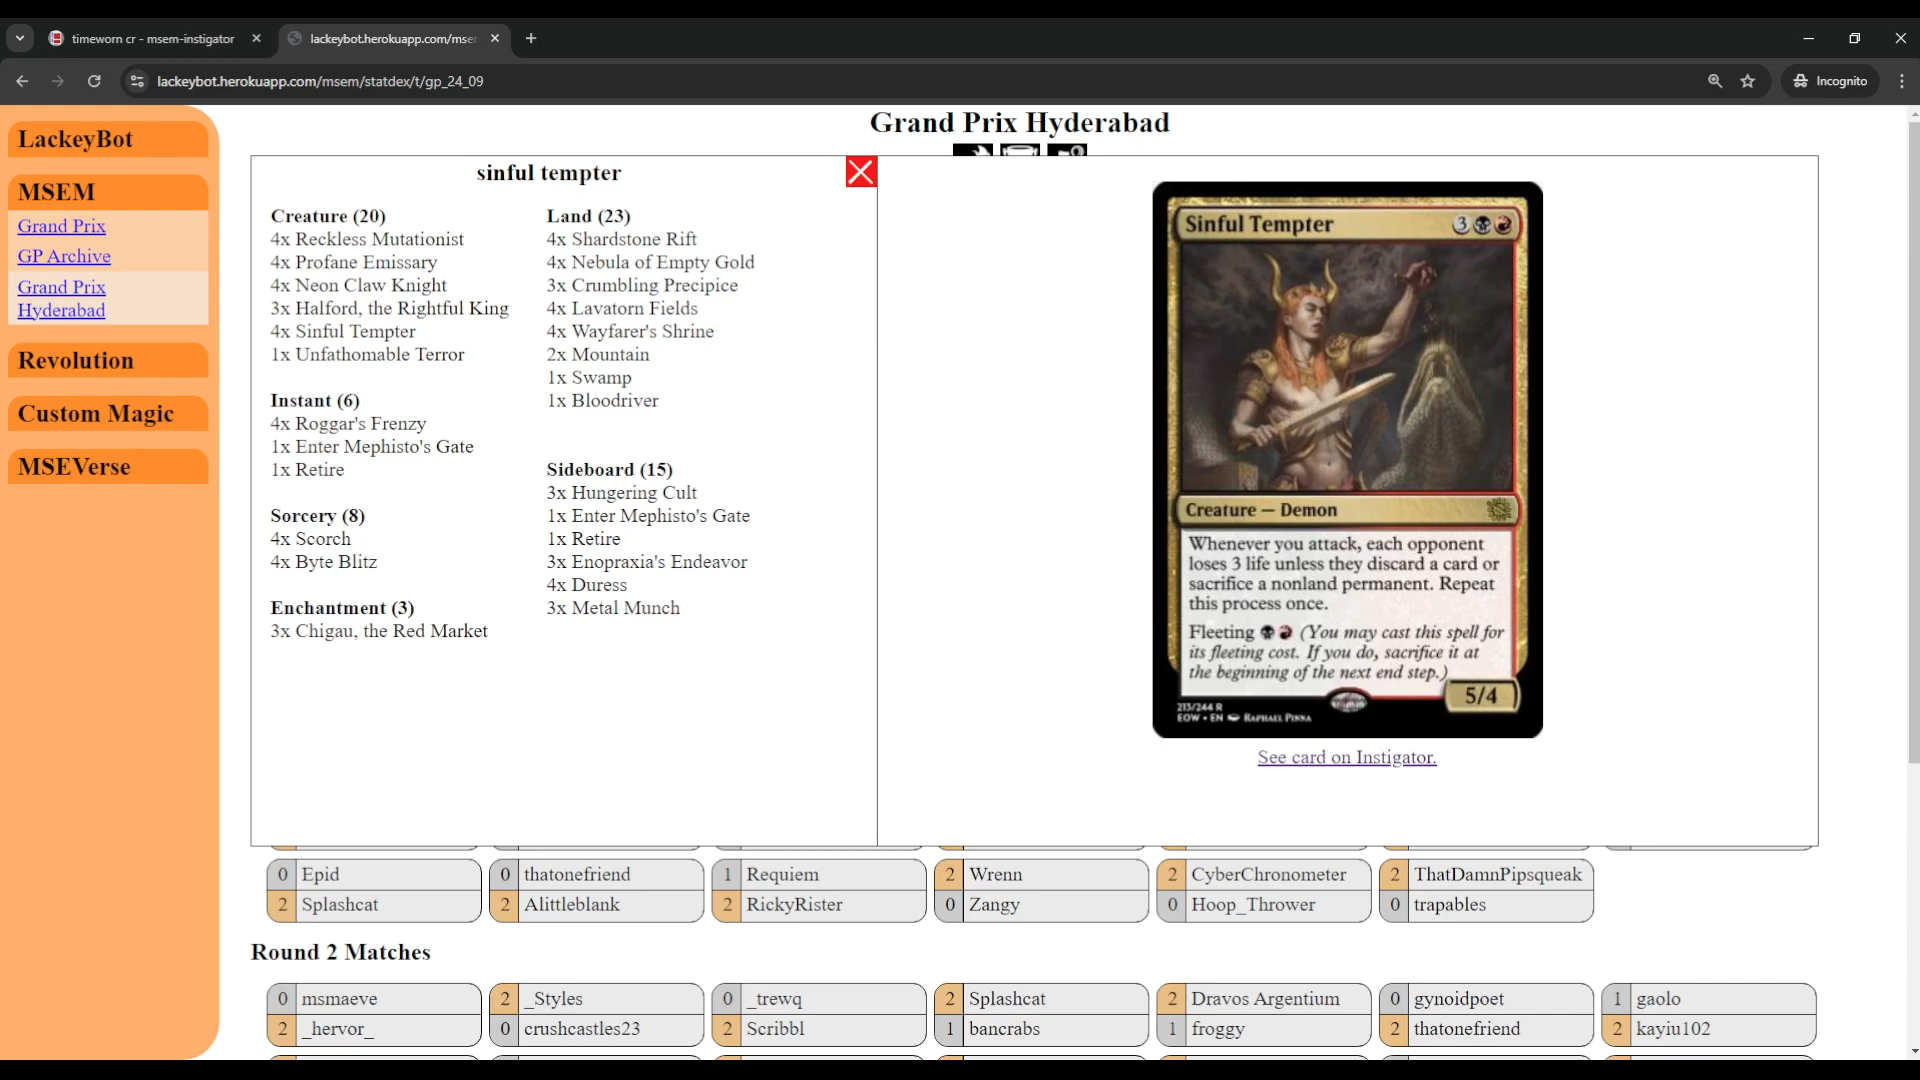 timeworn cr - msem-instigator
lackeybot.herokuapp.com/mse
lackeybot.herokuapp.com/msem/statdex/t/gp_24_09
Incognito
LackeyBot
MSEM
Grand Prix
GP Archive
Grand Prix
Hyderabad
Revolution
Custom Magic
MSEVerse
Grand Prix Hyderabad
sinful tempter
Creature (20)
4x Reckless Mutationist
4x Profane Emissary
4x Neon Claw Knight
3x Halford, the Rightful King
4x Sinful Tempter
1x Unfathomable Terror
Instant (6)
4x Roggar's Frenzy
1x Enter Mephisto's Gate
1x Retire
Sorcery (8)
4x Scorch
4x Byte Blitz
Enchantment (3)
3x Chigau, the Red Market
Land (23)
4x Shardstone Rift
4x Nebula of Empty Gold
3x Crumbling Precipice
4x Lavatorn Fields
4x Wayfarer's Shrine
2x Mountain
1x Swamp
1x Bloodriver
Sideboard (15)
3x Hungering Cult
1x Enter Mephisto's Gate
1x Retire
3x Enopraxia's Endeavor
4x Duress
3x Metal Munch
Sinful Tempter 3
Creature — Demon
Whenever you attack, each opponent
loses 3 life unless they discard a card or
sacrifice a nonland permanent. Repeat
this process once.
Fleeting (You may cast this spell for
its fleeting cost. If you do, sacrifice it at
the beginning of the next end step.)
5/4
213/244 R
EOW • EN Raphael Pinna
See card on Instigator.
0 Epid
2 Splashcat
0 thatonefriend
2 Alittleblank
1 Requiem
2 RickyRister
2 Wrenn
0 Zangy
2 CyberChronometer
0 Hoop_Thrower
2 ThatDamnPipsqueak
0 trapables
Round 2 Matches
0 msmaeve
2 _hervor_
2 _Styles
0 crushcastles23
0 _trewq
2 Scribbl
2 Splashcat
1 bancrabs
2 Dravos Argentium
1 froggy
0 gynoidpoet
2 thatonefriend
1 gaolo
2 kayiu102